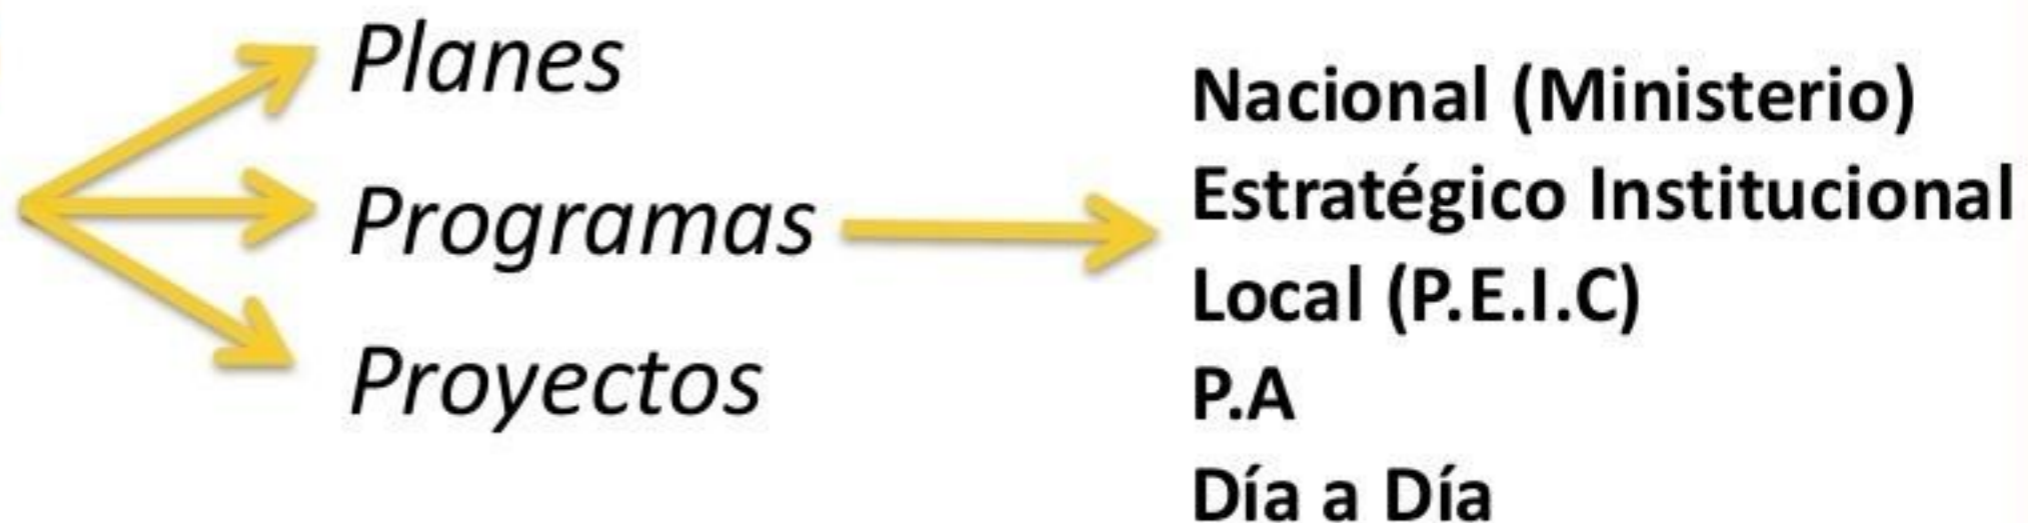 Planes
Programas
Proyectos
Nacional (Ministerio)
Estratégico Institucional
Local (P.E.I.C)
P.A
Día a Día